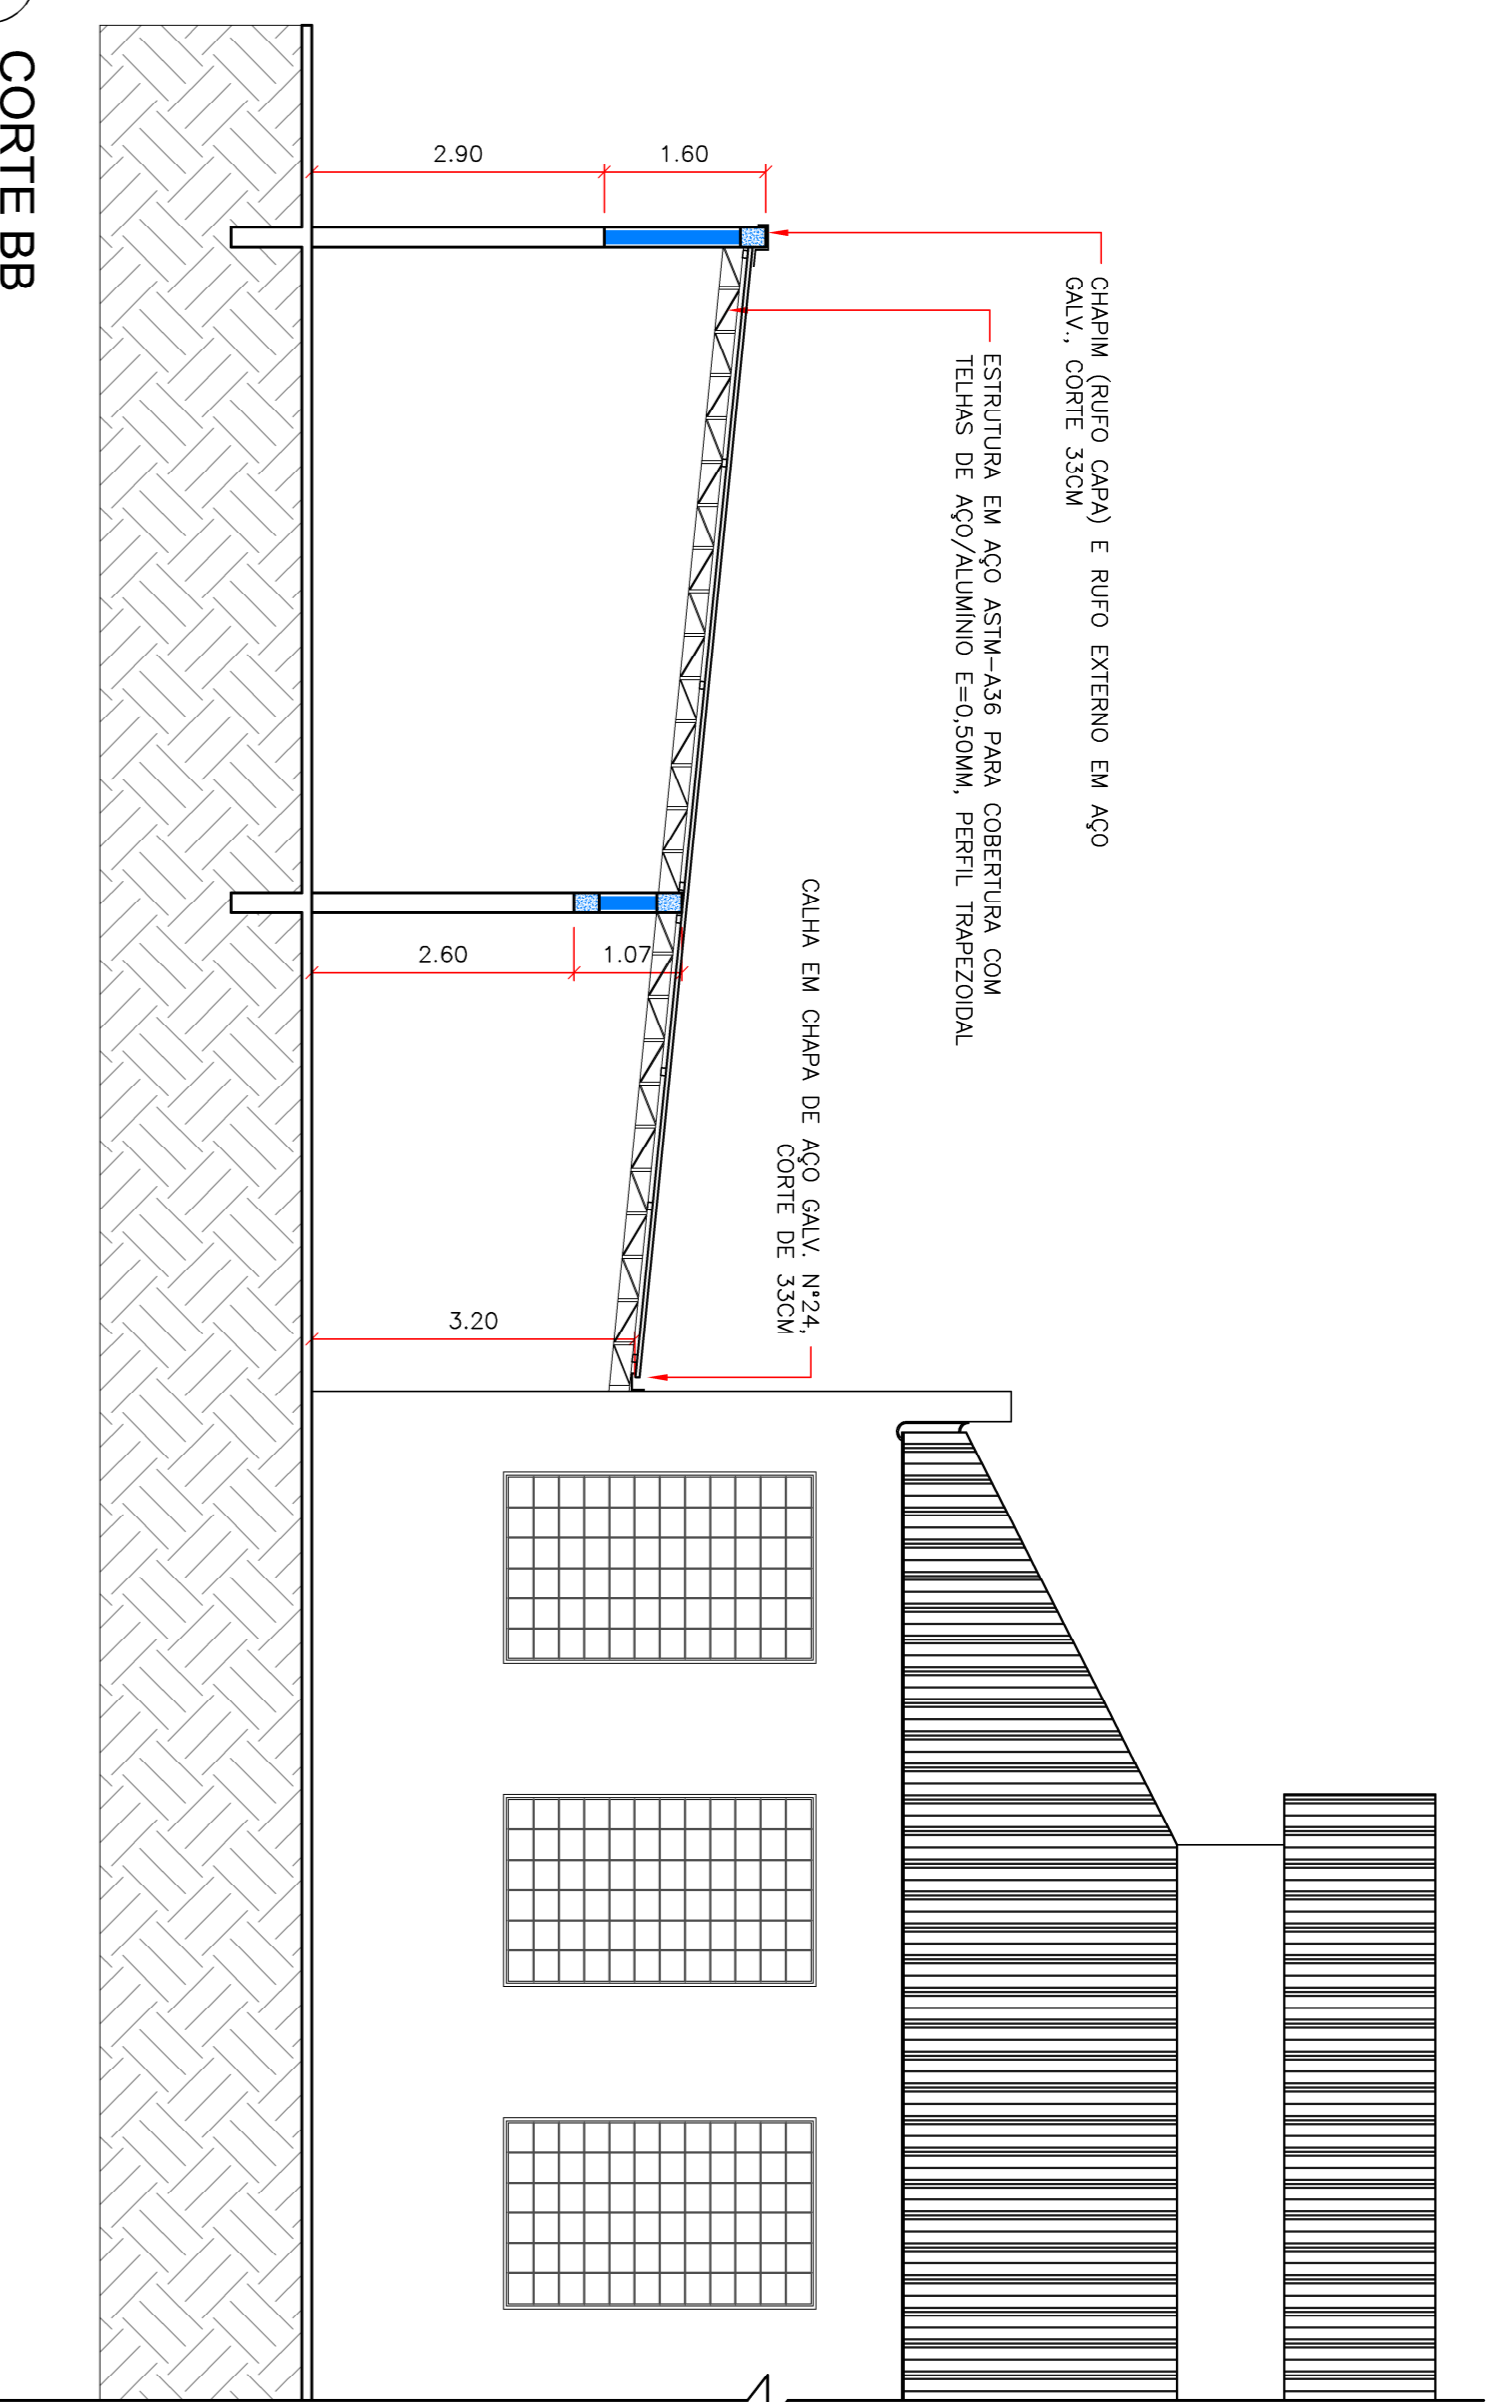 CHAPIM (RUFO CAPA) E RUFO EXTERNO EM AÇO
GALV., CORTE 33CM
ESTRUTURA EM AÇO ASTM-A36 PARA COBERTURA COM
TELHAS DE AÇO/ALUMÍNIO E=0,50MM, PERFIL TRAPEZOIDAL
CALHA EM CHAPA DE AÇO GALV. N°24,
CORTE DE 33CM
1.60
2.90
1.07
2.60
3.20
CORTE BB